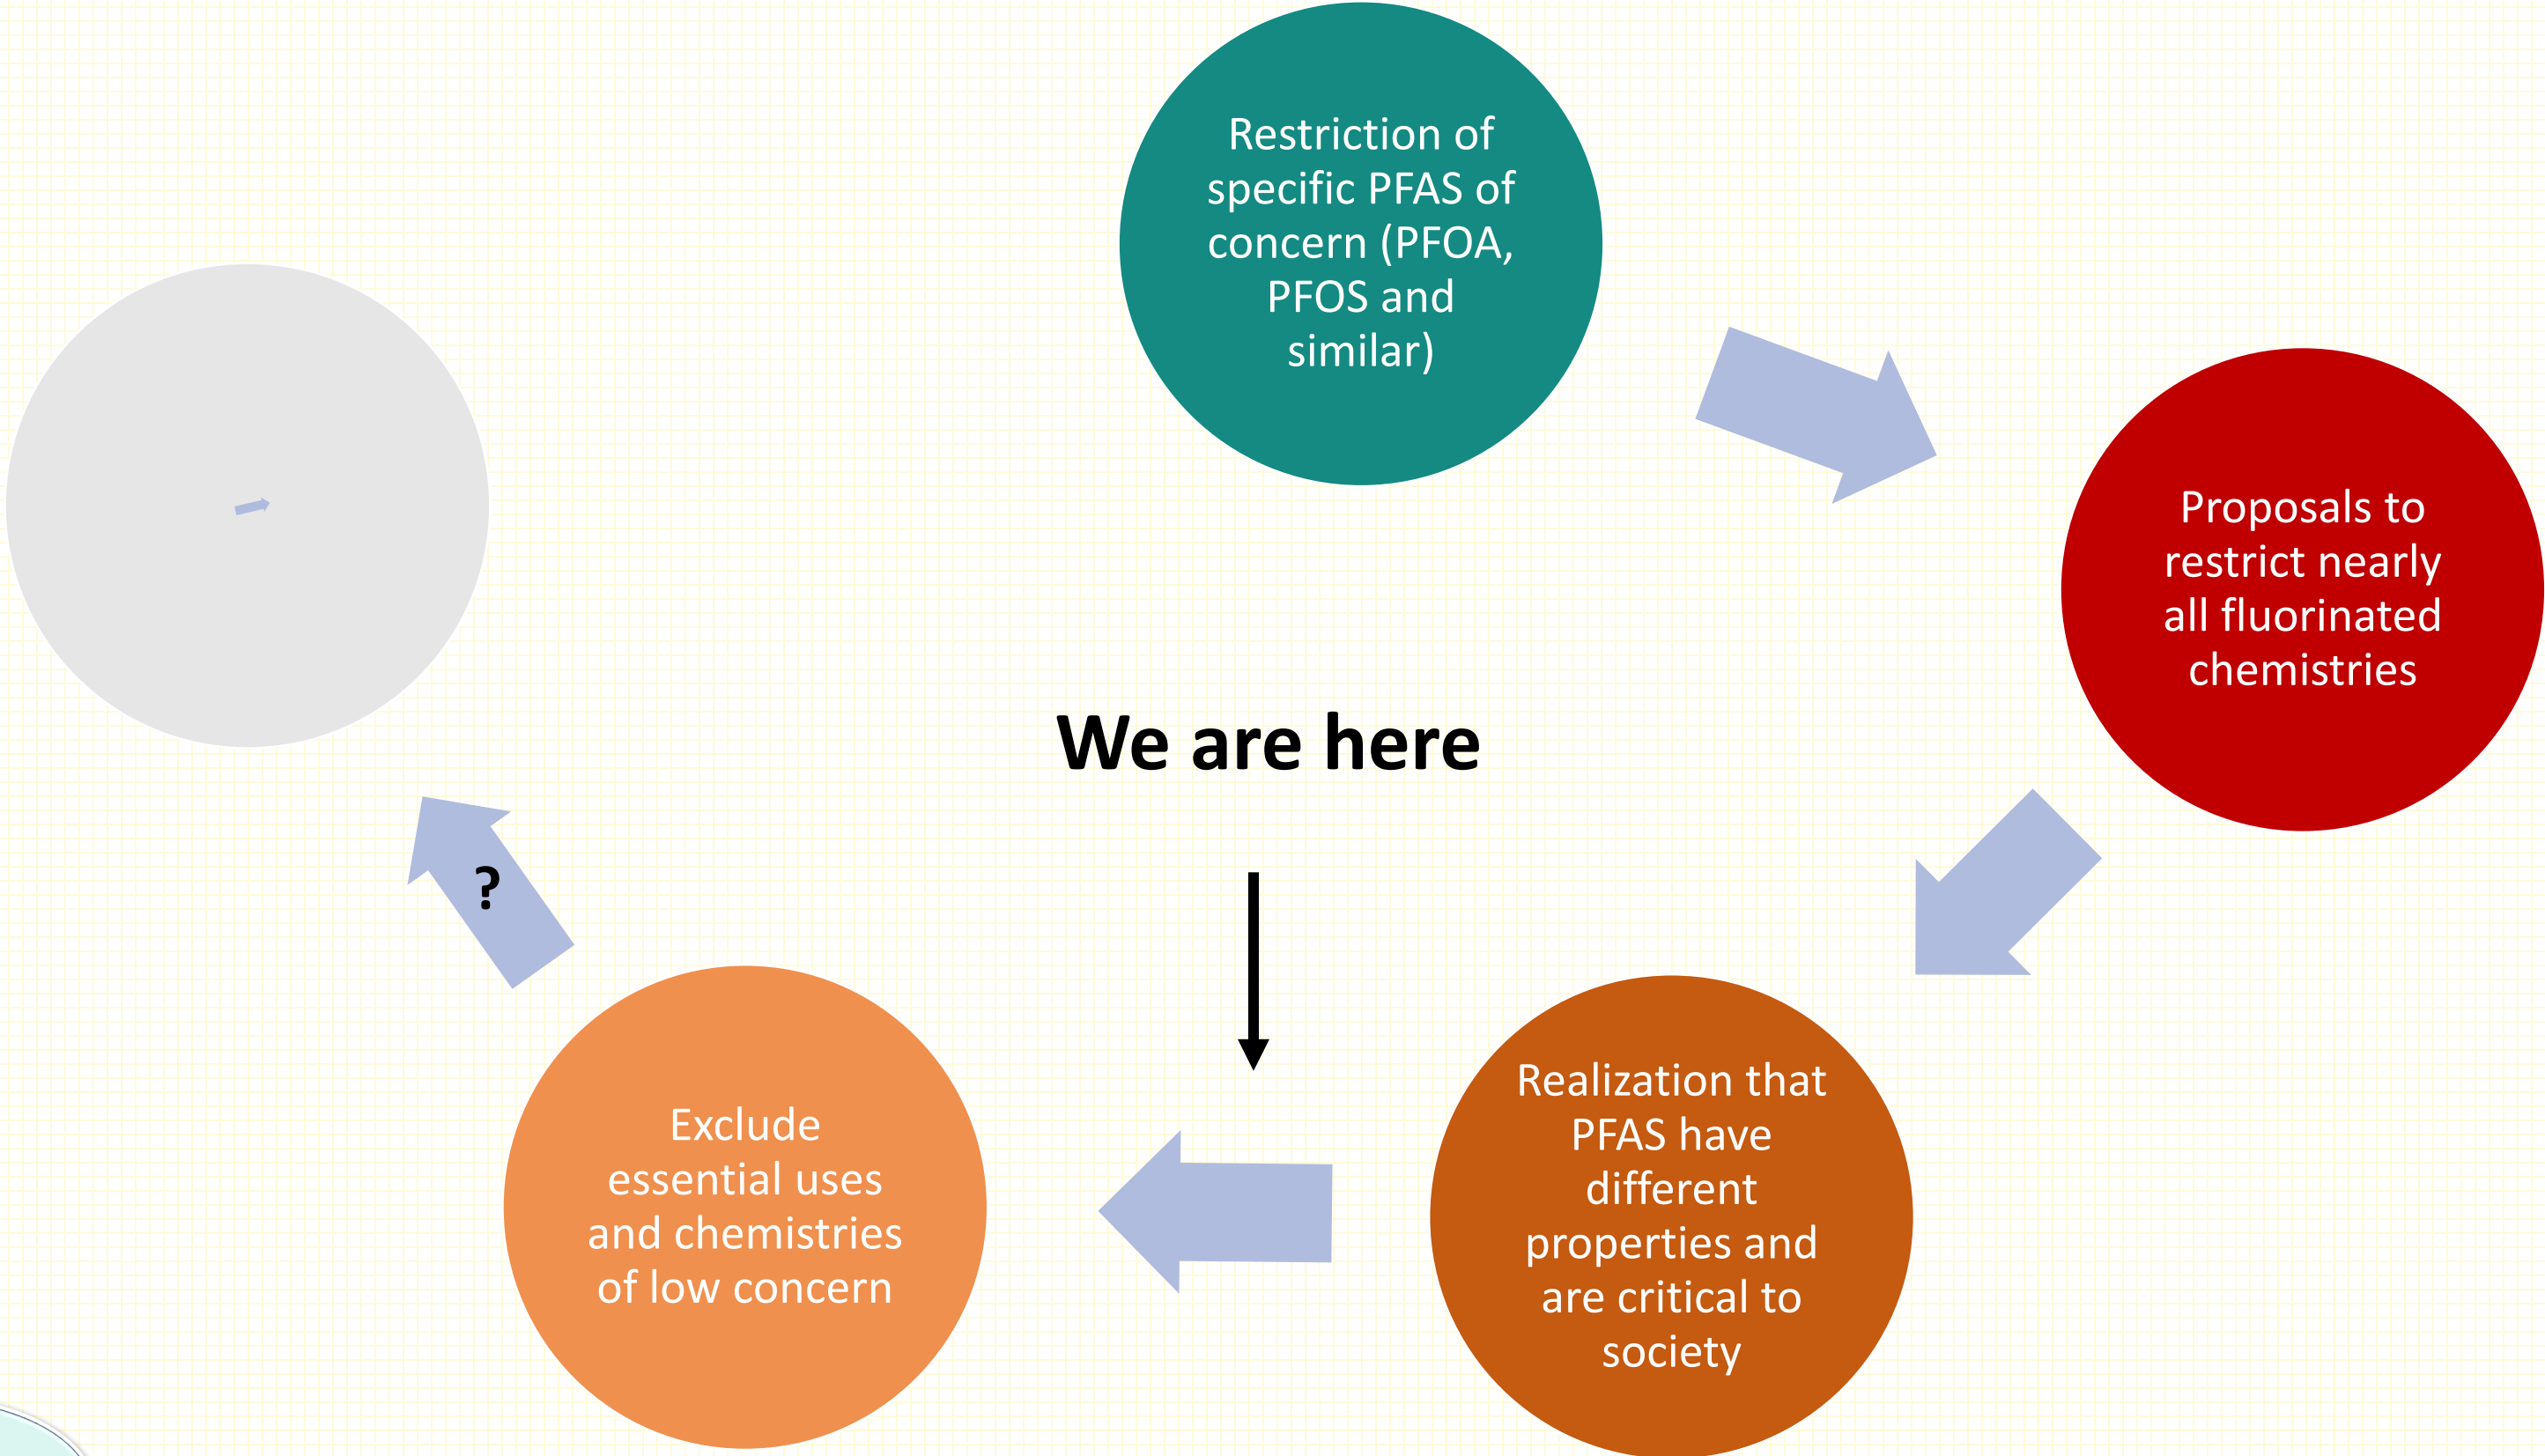 Restriction of
specific PFAS of
concern (PFOA,
PFOS and
similar)
Proposals to
restrict nearly
all fluorinated
chemistries
We are here
?
Realization that
PFAS have
different
properties and
are critical to
society
Exclude
essential uses
and chemistries
of low concern